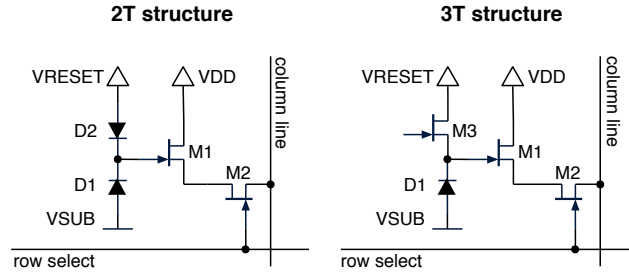 2T structure
3T structure
VRESET
VDD
column line
D2
M1
M2
D1
VSUB
row select
VRESET
VDD
column line
M3
M1
M2
D1
VSUB
row select